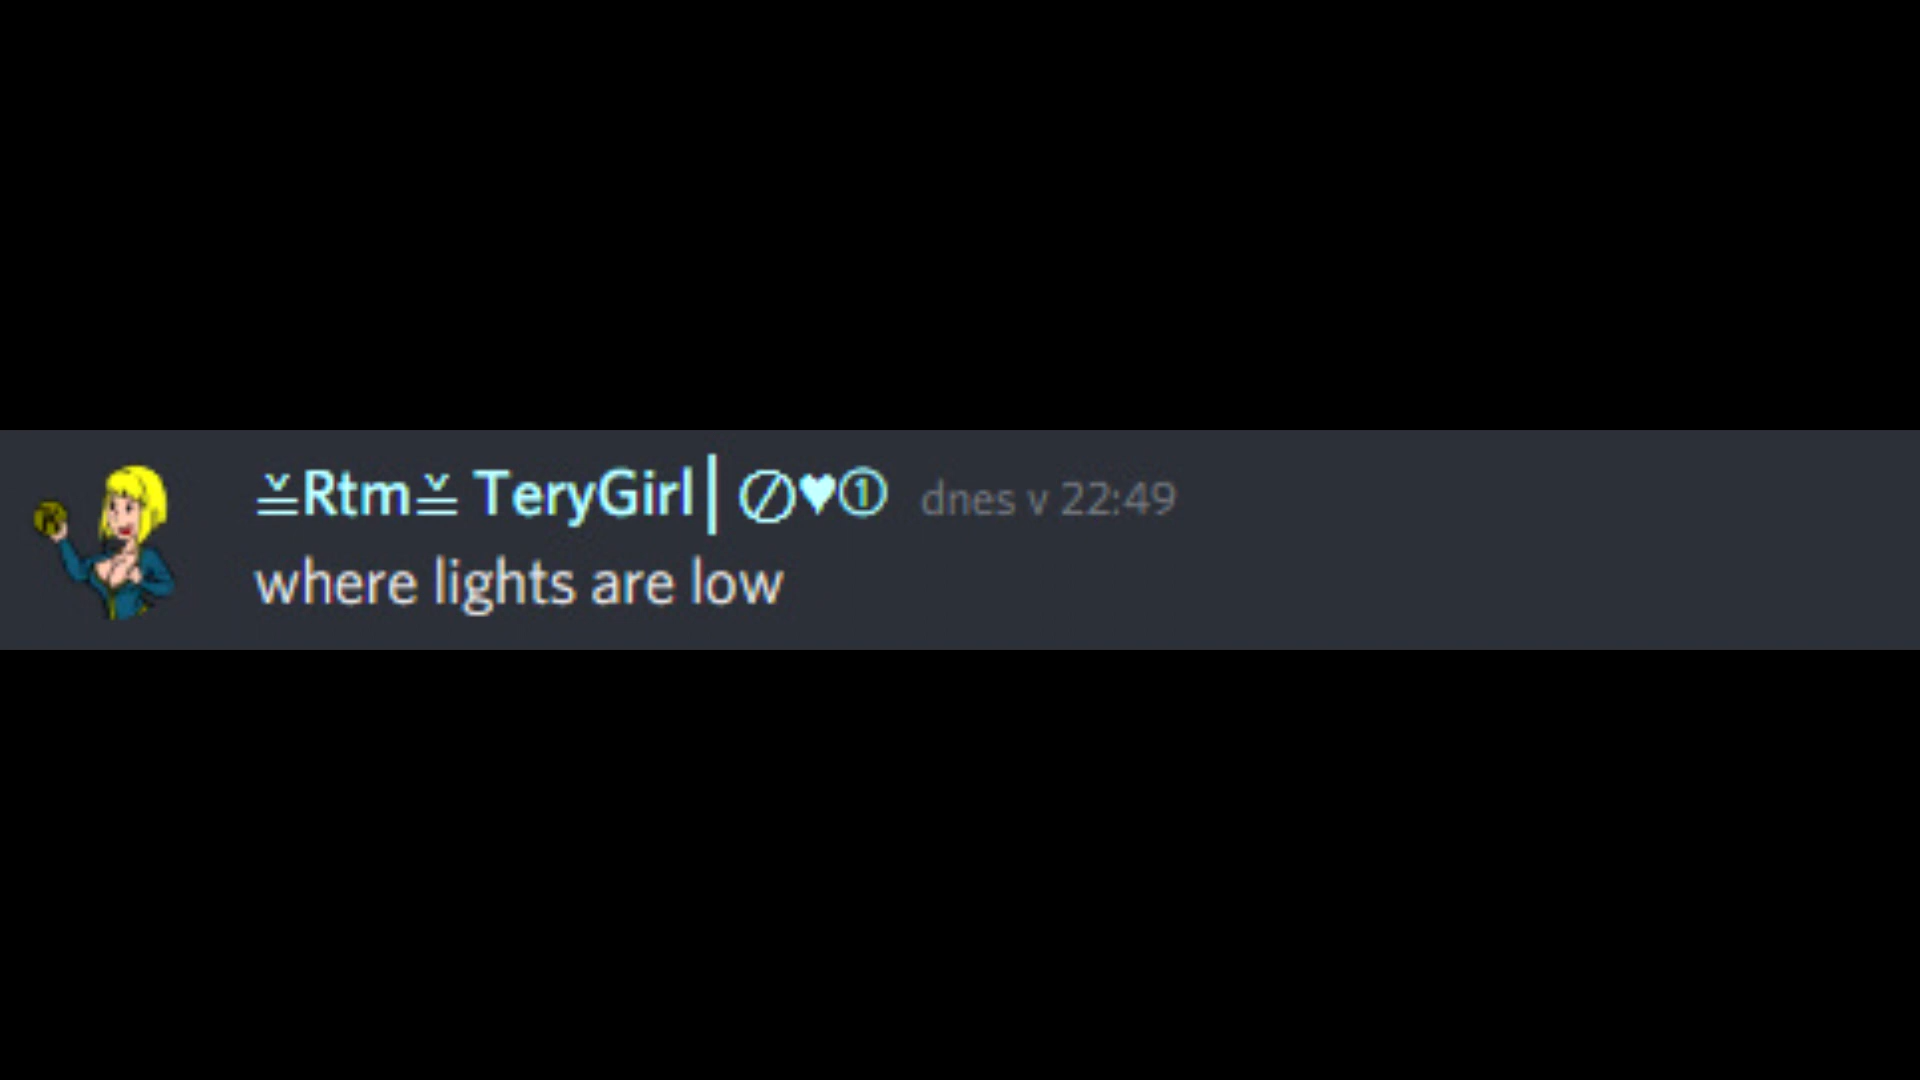 ≚Rtm≚ TeryGirl│ ⊘♥① dnes v 22:49
where lights are low